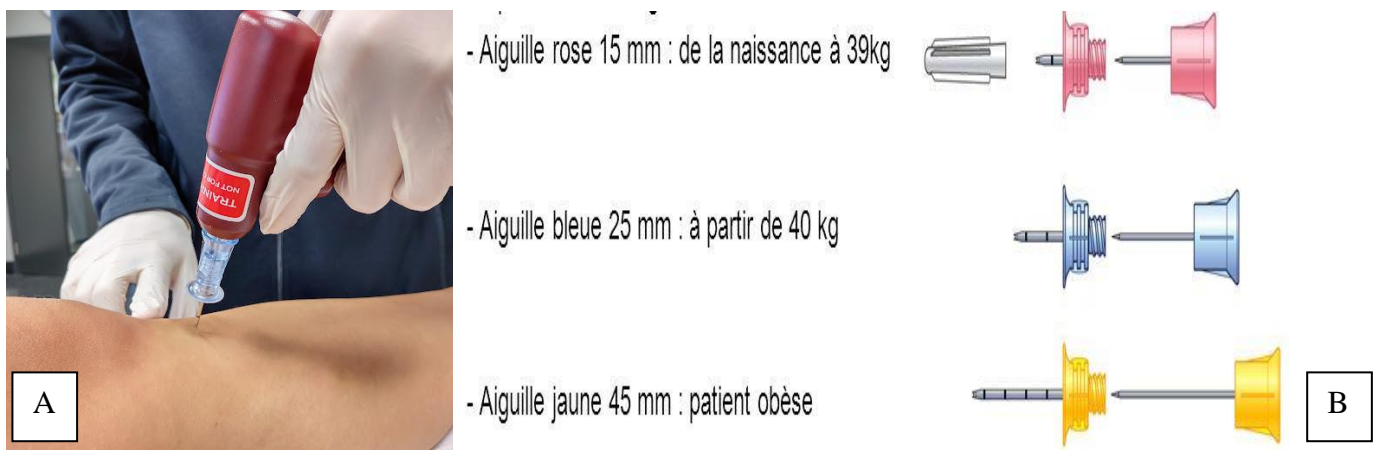 TRAIN
NOT FOR
A
- Aiguille rose 15 mm : de la naissance à 39kg
- Aiguille bleue 25 mm : à partir de 40 kg
- Aiguille jaune 45 mm : patient obèse
B